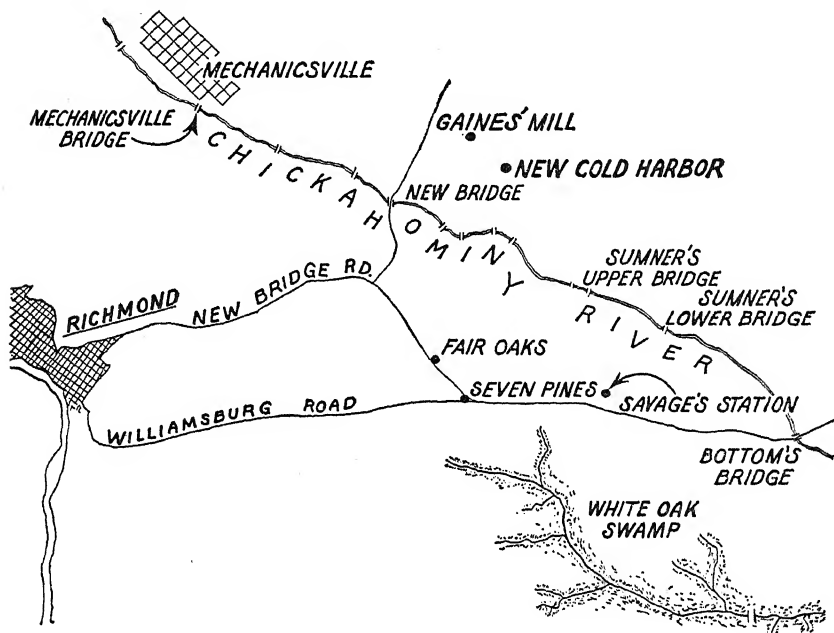 MECHANICSVILLE
MECHANICSVILLE
BRIDGE
GAINES' MILL
NEW COLD HARBOR
CHICKAHOMINY RIVER
NEW BRIDGE
SUMNER'S
UPPER BRIDGE
SUMNER'S
LOWER BRIDGE
RICHMOND
NEW BRIDGE RD.
FAIR OAKS
SEVEN PINES
SAVAGE'S STATION
WILLIAMSBURG ROAD
BOTTOM'S
BRIDGE
WHITE OAK
SWAMP